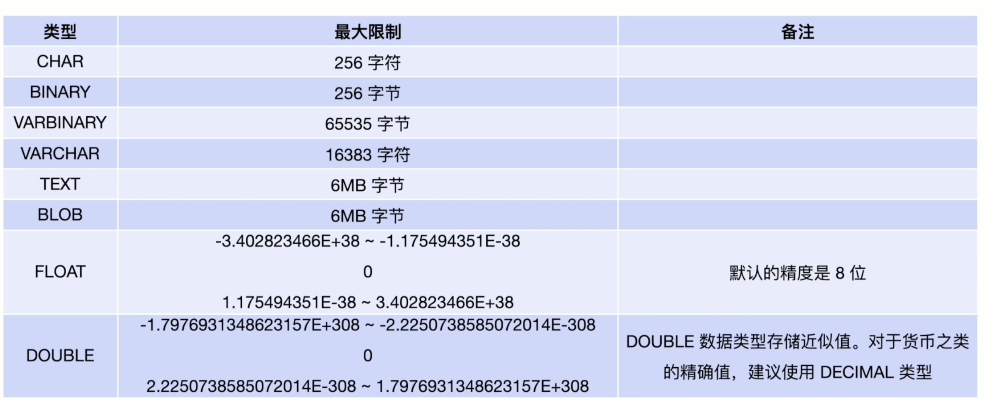 类型 最大限制 备注
CHAR 256 字符
BINARY 256 字节
VARBINARY 65535 字节
VARCHAR 16383 字符
TEXT 6MB 字节
BLOB 6MB 字节
FLOAT
-3.402823466E+38 ~ -1.175494351E-38
0
1.175494351E-38 ~ 3.402823466E+38
默认的精度是 8 位
DOUBLE
-1.7976931348623157E+308 ~ -2.2250738585072014E-308
0
2.2250738585072014E-308 ~ 1.7976931348623157E+308
DOUBLE 数据类型存储近似值。对于货币之类
的精确值，建议使用 DECIMAL 类型